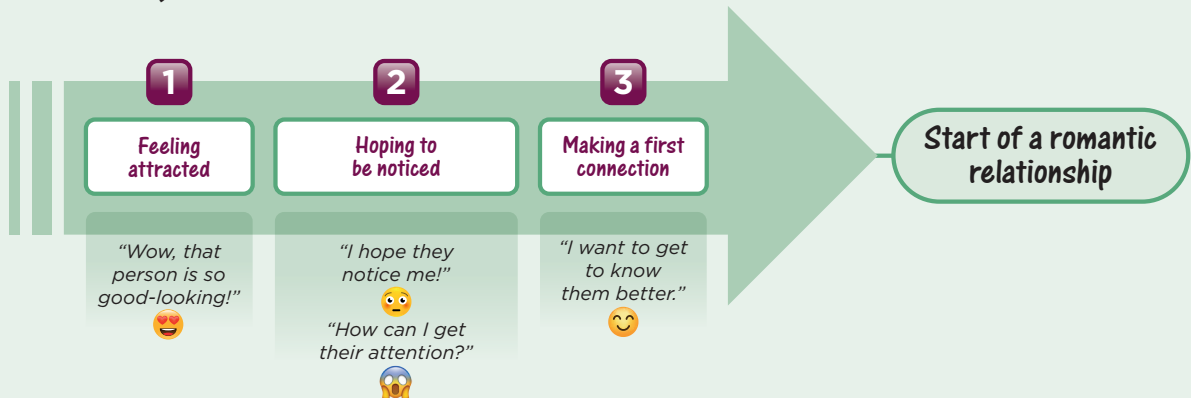 1
Feeling
attracted
"Wow, that
person is so
good-looking!"
2
Hoping to
be noticed
"I hope they
notice me!"
"How can I get
their attention?"
3
Making a first
connection
"I want to get
to know
them better."
Start of a romantic
relationship